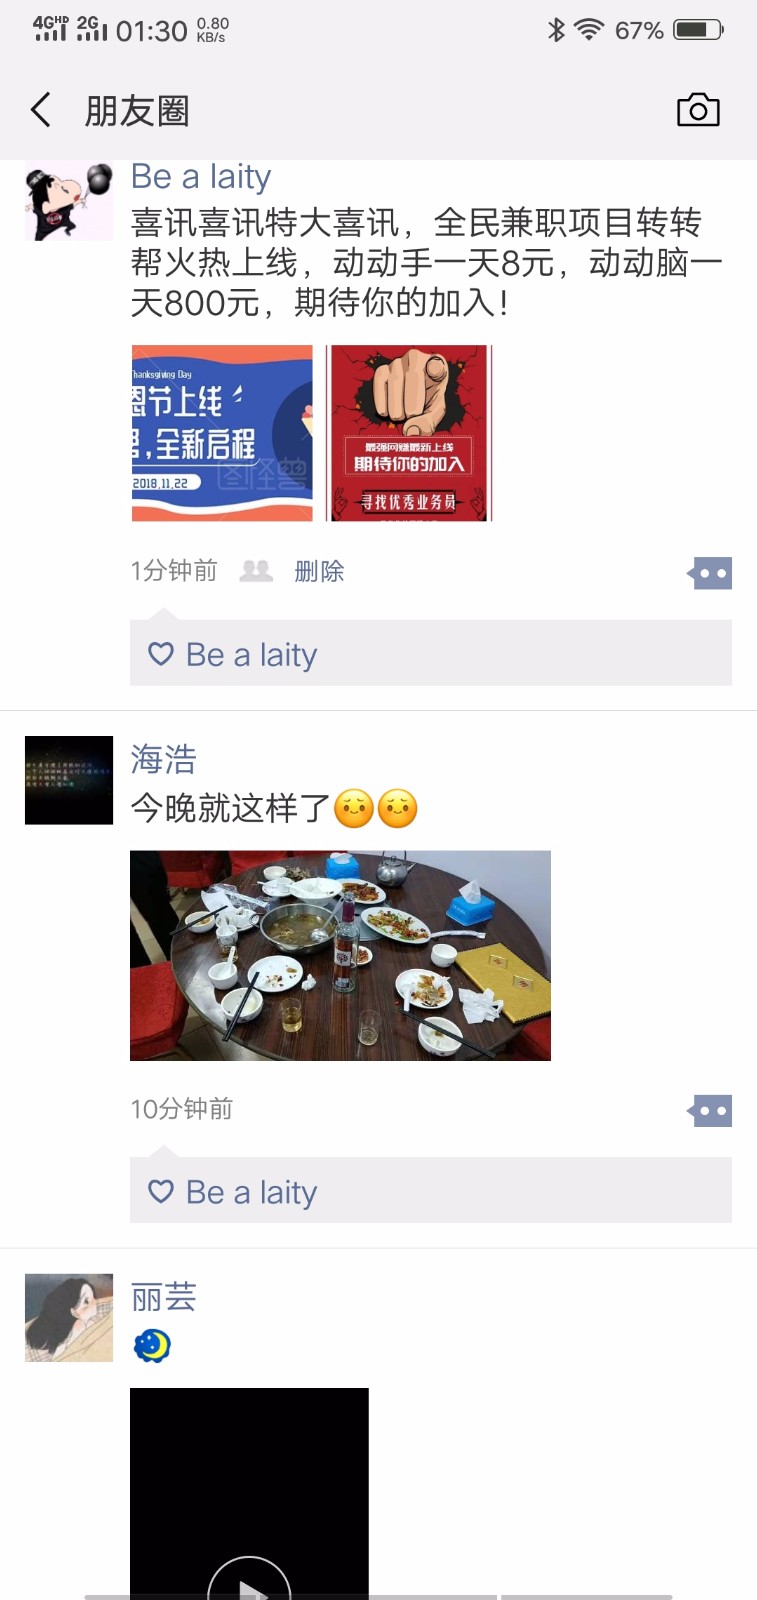 4GHD 2G 01:30 0.80 KB/s 67%
朋友圈
Be a laity
喜讯喜讯特大喜讯，全民兼职项目转转
帮火热上线，动动手一天8元，动动脑一
天800元，期待你的加入！
Thanksgiving Day
恩节上线
,全新启程
2018.11.22
图怪兽
最强网赚最新上线
期待你的加入
寻找优秀业务员
1分钟前 删除
Be a laity
海浩
今晚就这样了
10分钟前
Be a laity
丽芸